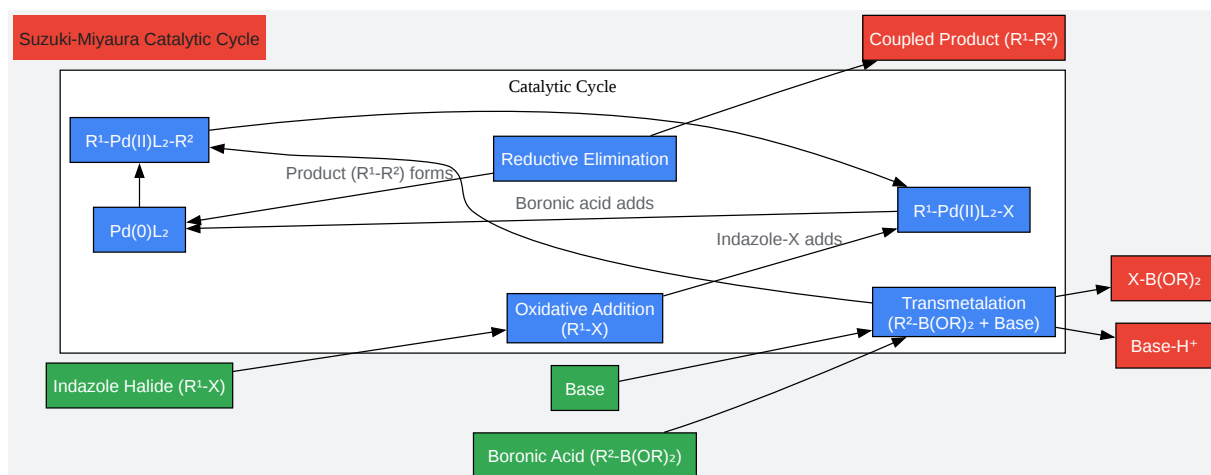 Suzuki-Miyaura Catalytic Cycle
Coupled Product (R¹-R²)
Catalytic Cycle
R¹-Pd(II)L₂-R²
Reductive Elimination
Product (R¹-R²) forms
Boronic acid adds
R¹-Pd(II)L₂-X
Pd(0)L₂
Indazole-X adds
X-B(OR)₂
Oxidative Addition
(R¹-X)
Transmetalation
(R²-B(OR)₂ + Base)
Base-H⁺
Indazole Halide (R¹-X)
Base
Boronic Acid (R²-B(OR)₂)